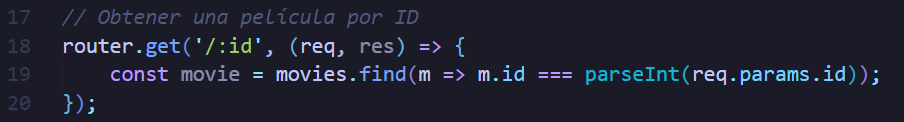 17 // Obtener una película por ID
18 router.get('/:id', (req, res) => {
19     const movie = movies.find(m => m.id === parseInt(req.params.id));
20 });